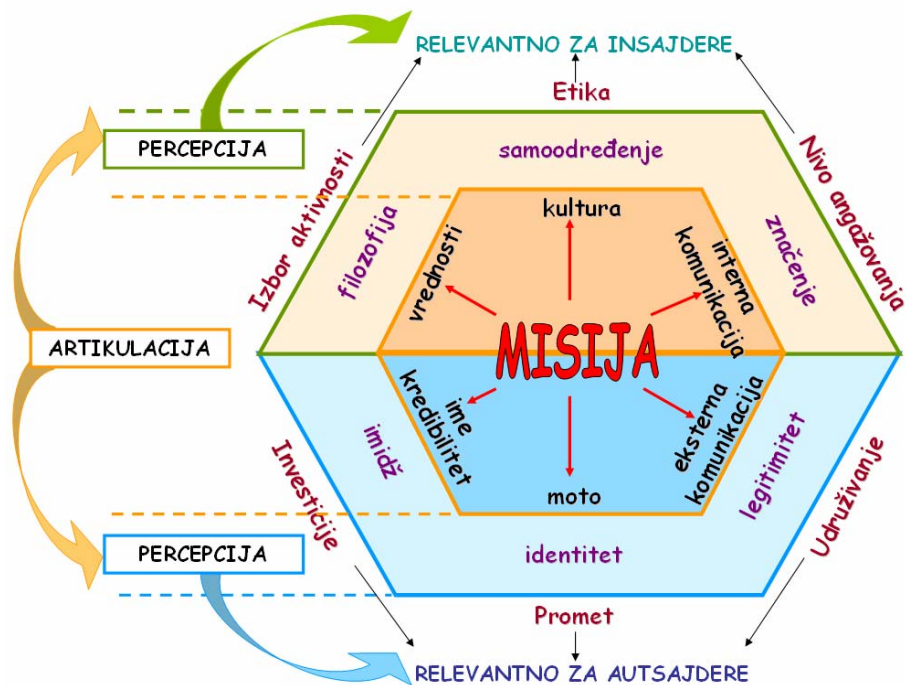 RELEVANTNO ZA INSAJDERE
Etika
PERCEPCIJA
samoodređenje
Izbor aktivnosti
Nivo angažovanja
filozofija
kultura
značenje
vrednosti
interna
komunikacija
ARTIKULACIJA
MISIJA
ime
kredibilitet
eksterna
komunikacija
imidž
moto
legitimitet
Investicije
Udruživanje
PERCEPCIJA
identitet
Promet
RELEVANTNO ZA AUTSAJDERE